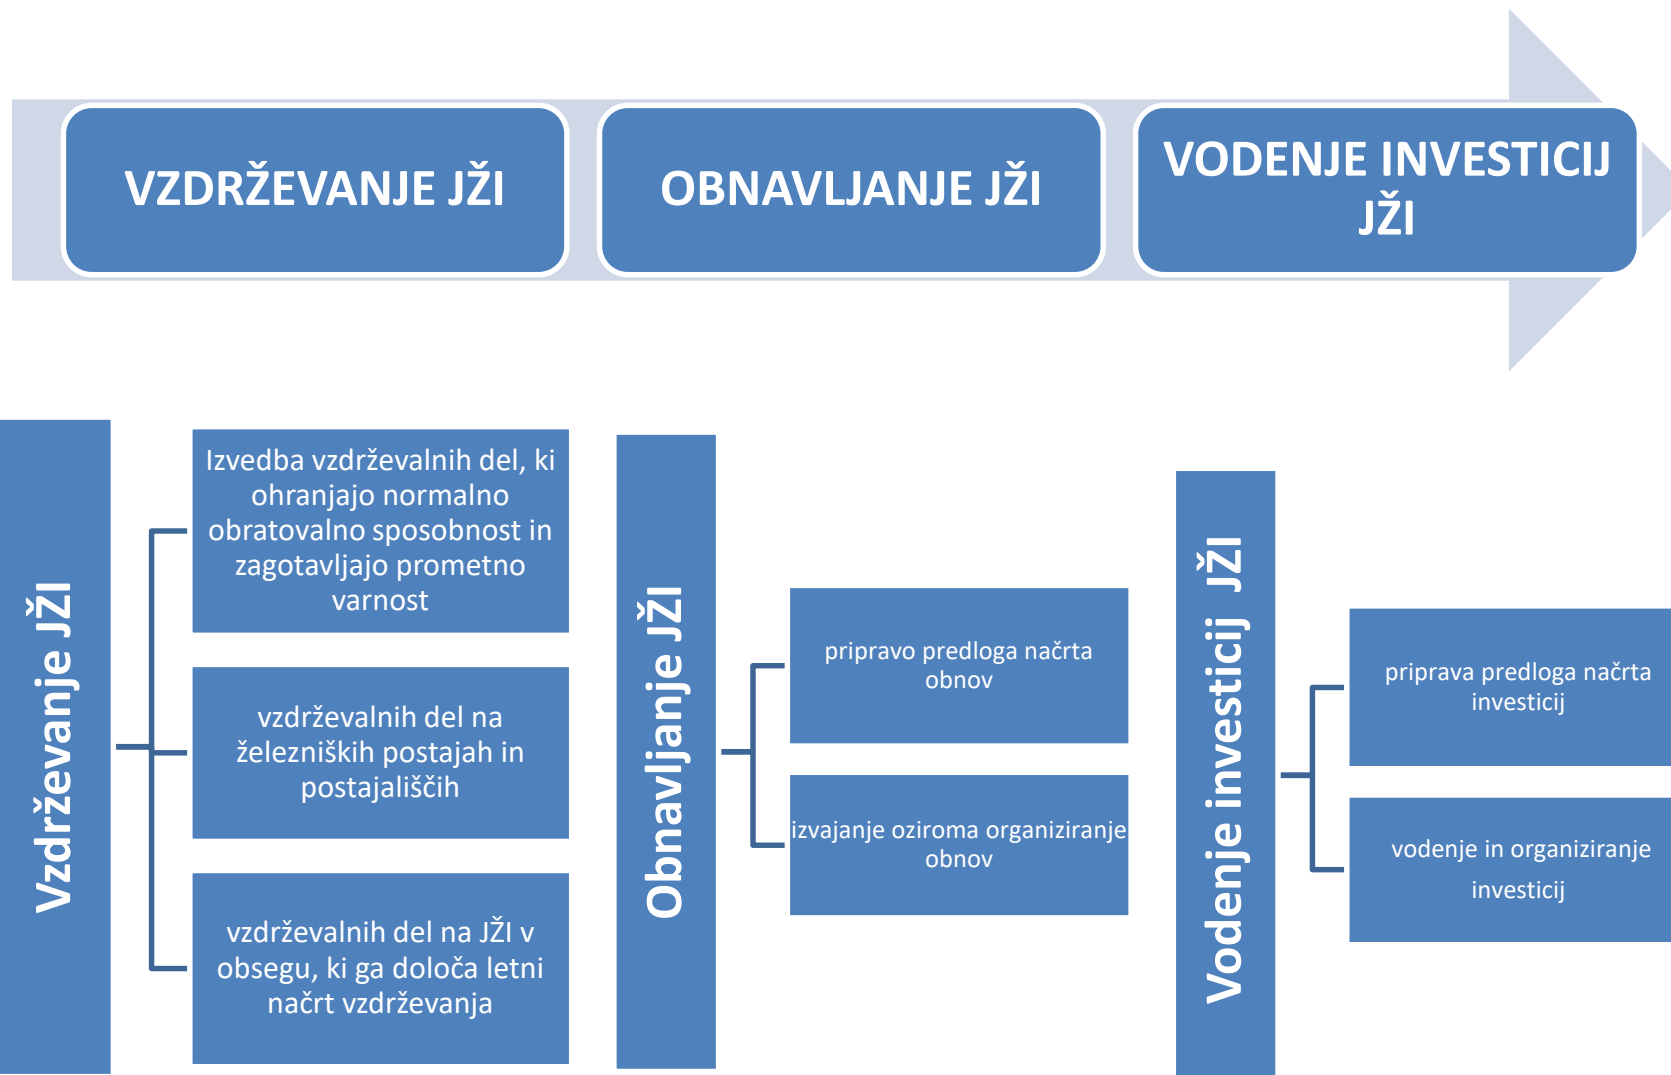 VZDRŽEVANJE JŽI
OBNAVLJANJE JŽI
VODENJE INVESTICIJ
JŽI
Vzdrževanje JŽI
Izvedba vzdrževalnih del, ki
ohranjajo normalno
obratovalno sposobnost in
zagotavljajo prometno
varnost
vzdrževalnih del na
železniških postajah in
postajališčih
vzdrževalnih del na JŽI v
obsegu, ki ga določa letni
načrt vzdrževanja
Obnavljanje JŽI
pripravo predloga načrta
obnov
izvajanje oziroma organiziranje
obnov
Vodenje investicij JŽI
priprava predloga načrta
investicij
vodenje in organiziranje
investicij